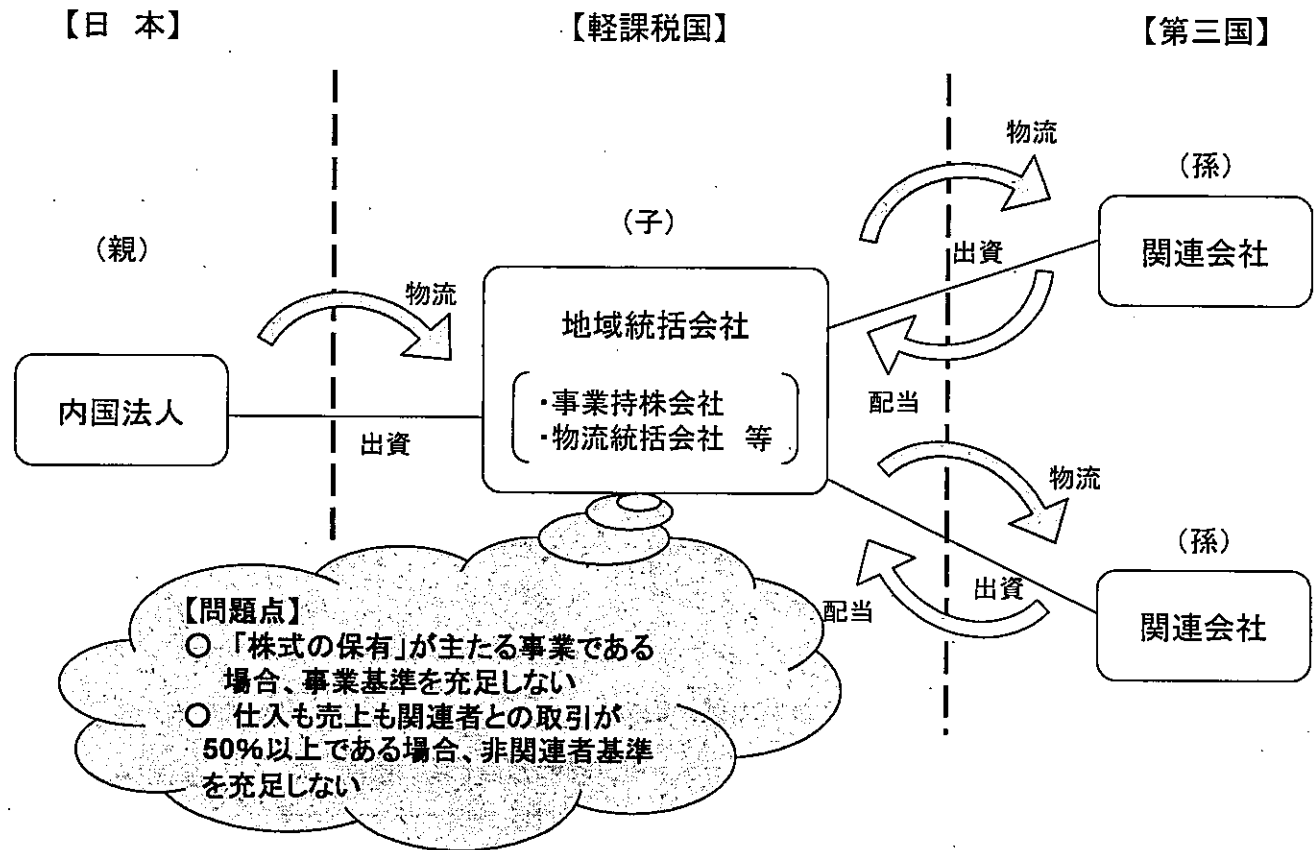 【日 本】
【軽課税国】
【第三国】
物流
(孫)
関連会社
(子)
(親)
出資
物流
地域統括会社
・事業持株会社
・物流統括会社 等
内国法人
出資
配当
物流
(孫)
関連会社
出資
配当
【問題点】
○ 「株式の保有」が主たる事業である
場合、事業基準を充足しない
○ 仕入も売上も関連者との取引が
50%以上である場合、非関連者基準
を充足しない